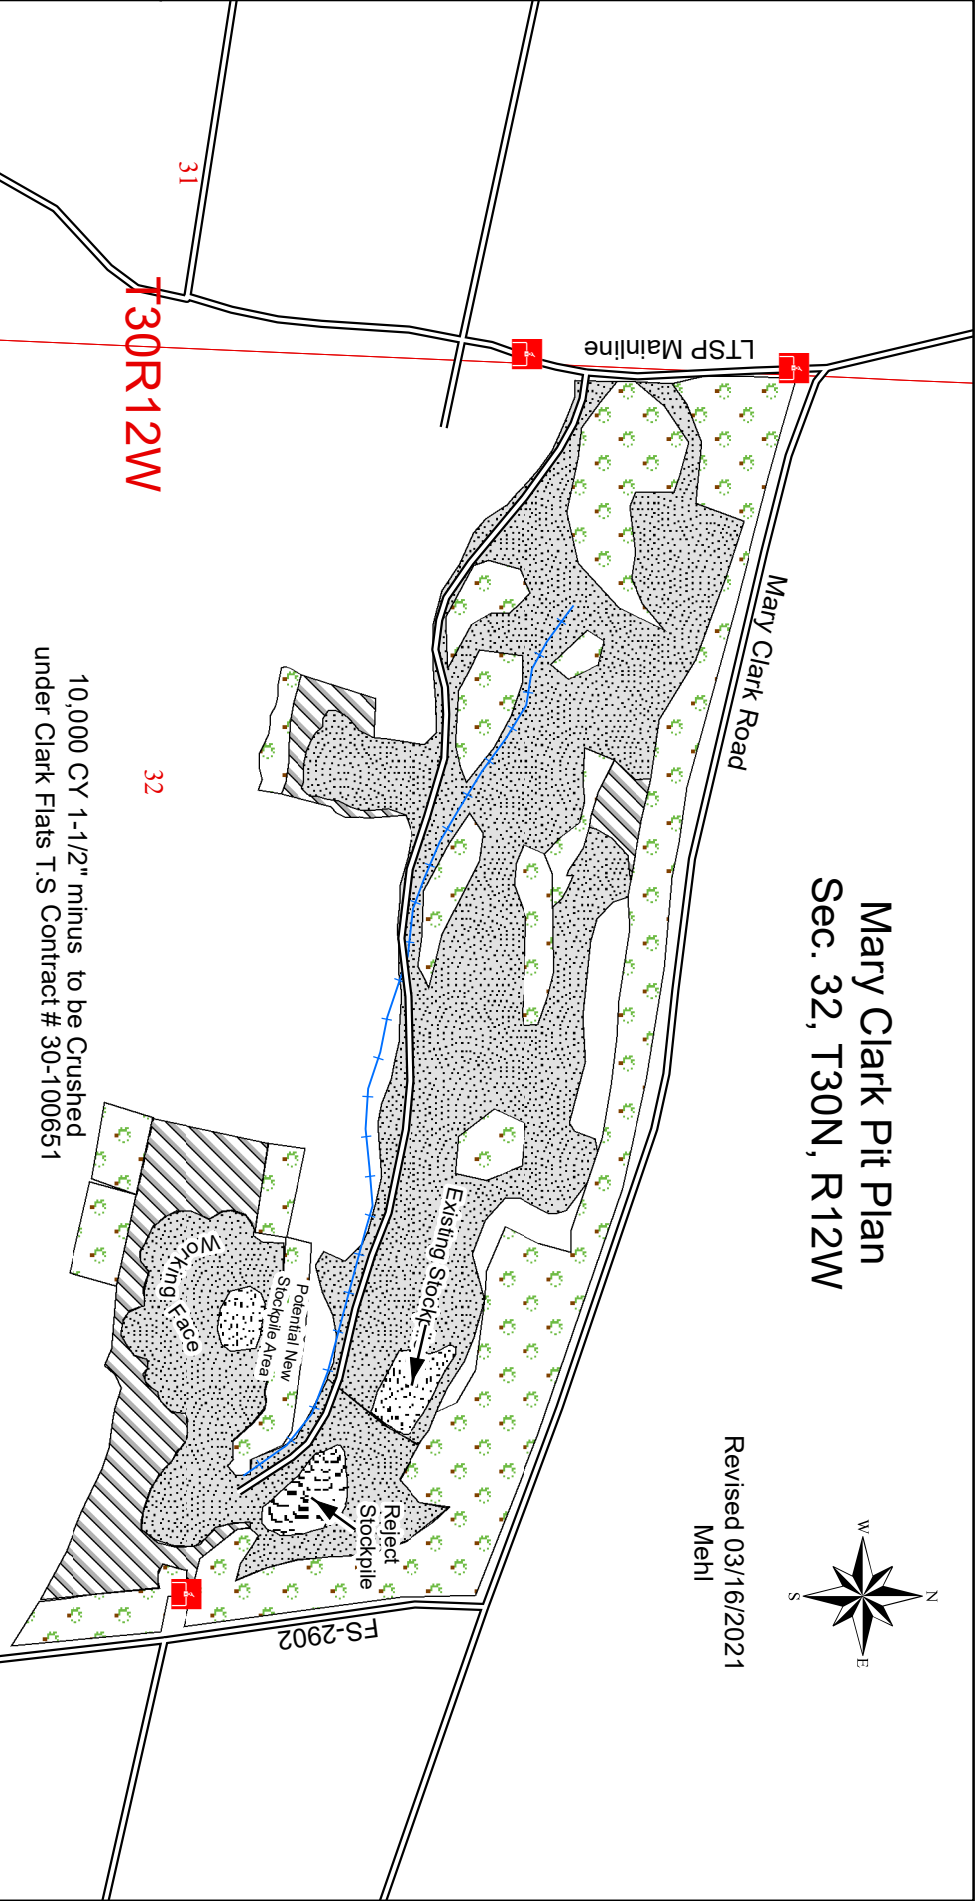 Mary Clark Pit Plan
Sec. 32, T30N, R12W
N
W
E
S
Revised 03/16/2021
Mehl
LTSP Mainline
Mary Clark Road
Existing Stockp
Reject
Stockpile
FS-2902
Potential New
Stockpile Area
Working Face
31
T30R12W
32
10,000 CY 1-1/2" minus to be Crushed
under Clark Flats T.S Contract # 30-100651